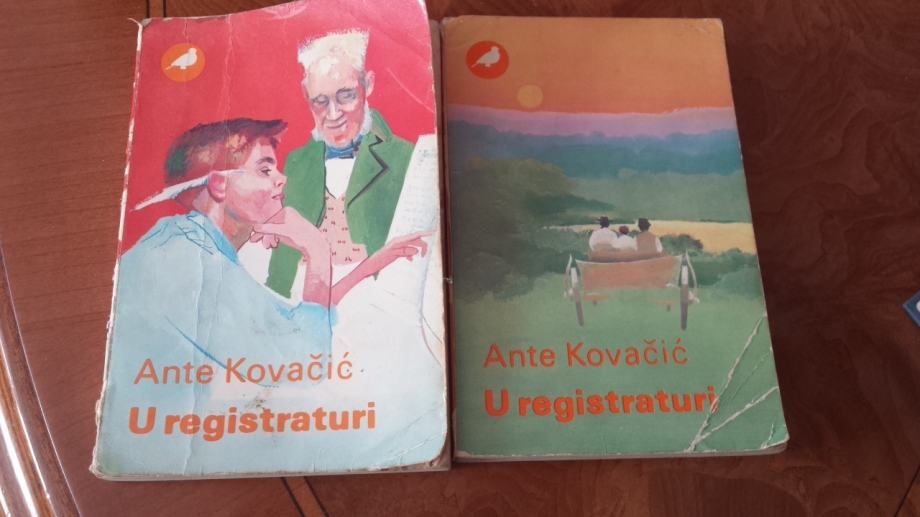 Ante Kovačić
U registraturi
Ante Kovačić
U registraturi